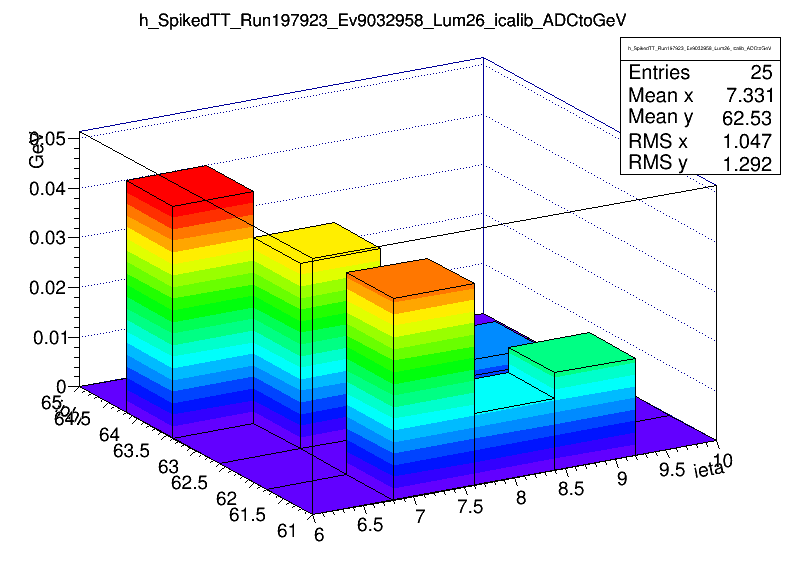 h_SpikedTT_Run197923_Ev9032958_Lum26_icalib_ADCtoGeV
h_SpikedTT_Run197923_Ev9032958_Lum26_icalib_ADCtoGeV
Entries 25
Mean x 7.331
Mean y 62.53
RMS x 1.047
RMS y 1.292
GeV
0.05
0.04
0.03
0.02
0.01
0
65
64.5
64
63.5
63
62.5
62
61.5
61
6
6.5
7
7.5
8
8.5
9
9.5
10
ieta